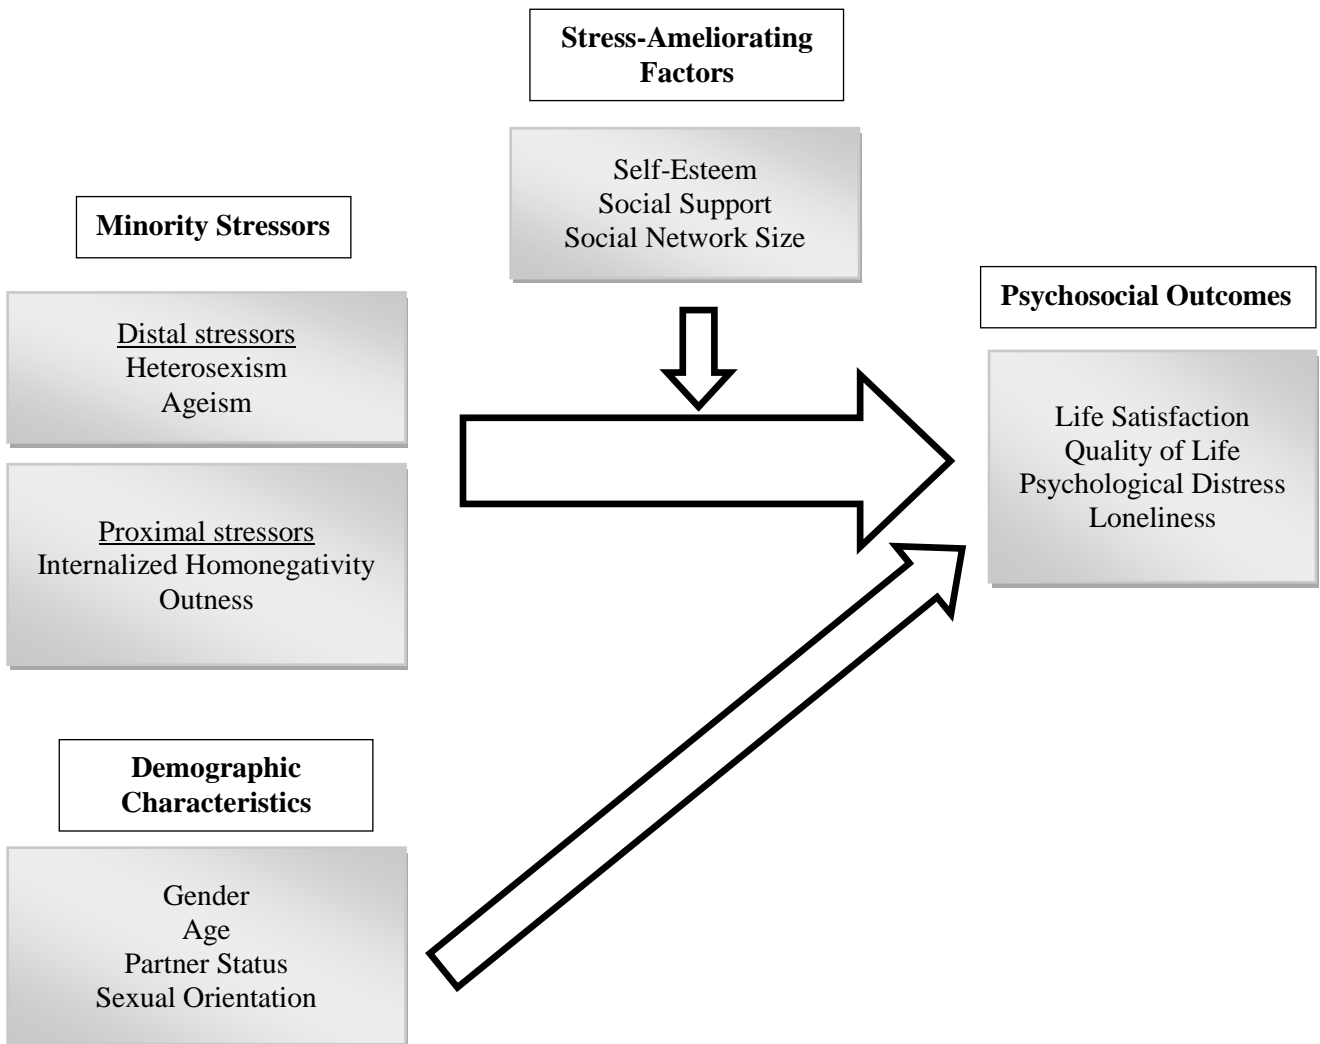 Stress-Ameliorating
Factors
Self-Esteem
Social Support
Social Network Size
Minority Stressors
Distal stressors
Heterosexism
Ageism
Proximal stressors
Internalized Homonegativity
Outness
Psychosocial Outcomes
Life Satisfaction
Quality of Life
Psychological Distress
Loneliness
Demographic
Characteristics
Gender
Age
Partner Status
Sexual Orientation